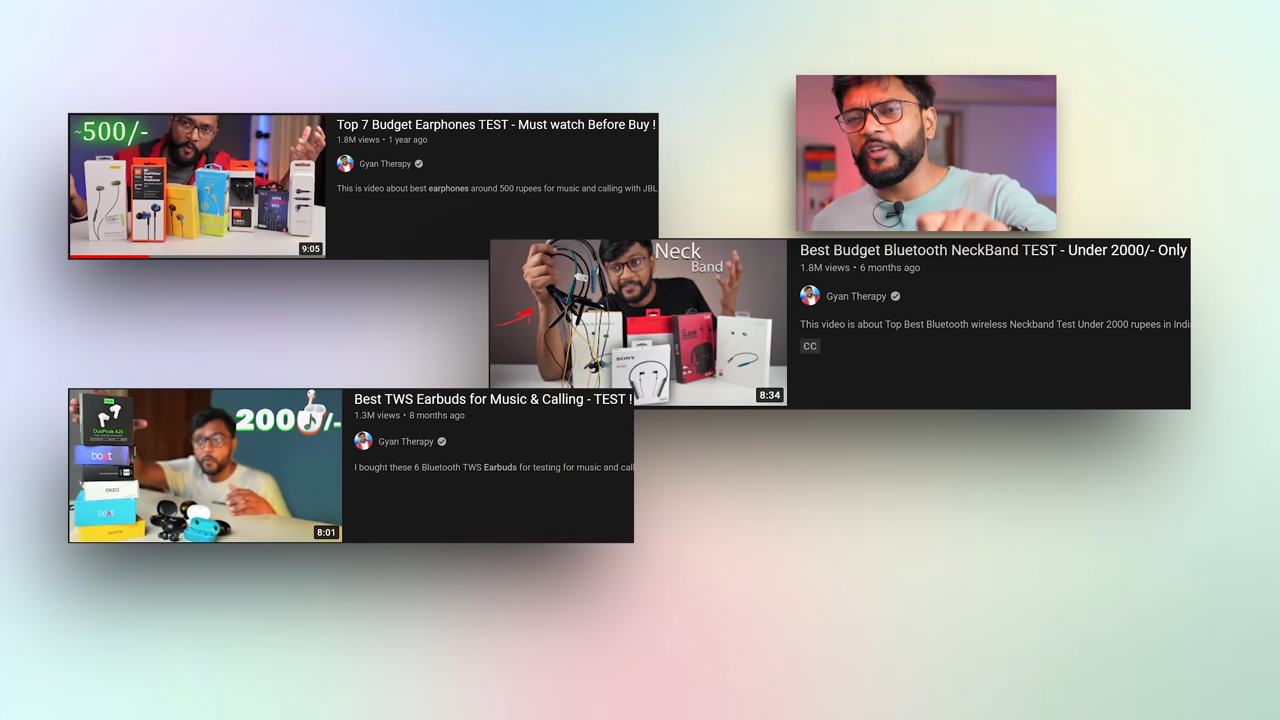 ~500/-
9:05
Top 7 Budget Earphones TEST - Must watch Before Buy !
1.8M views • 1 year ago
Gyan Therapy
This is video about best earphones around 500 rupees for music and calling with JBL
Neck
Band
SONY
8:34
Best Budget Bluetooth NeckBand TEST - Under 2000/- Only
1.8M views • 6 months ago
Gyan Therapy
This video is about Top Best Bluetooth wireless Neckband Test Under 2000 rupees in Indi
CC
2000/-
DuoPods A25
boat
DIZO
boat
8:01
Best TWS Earbuds for Music & Calling - TEST !
1.3M views • 8 months ago
Gyan Therapy
I bought these 6 Bluetooth TWS Earbuds for testing for music and call